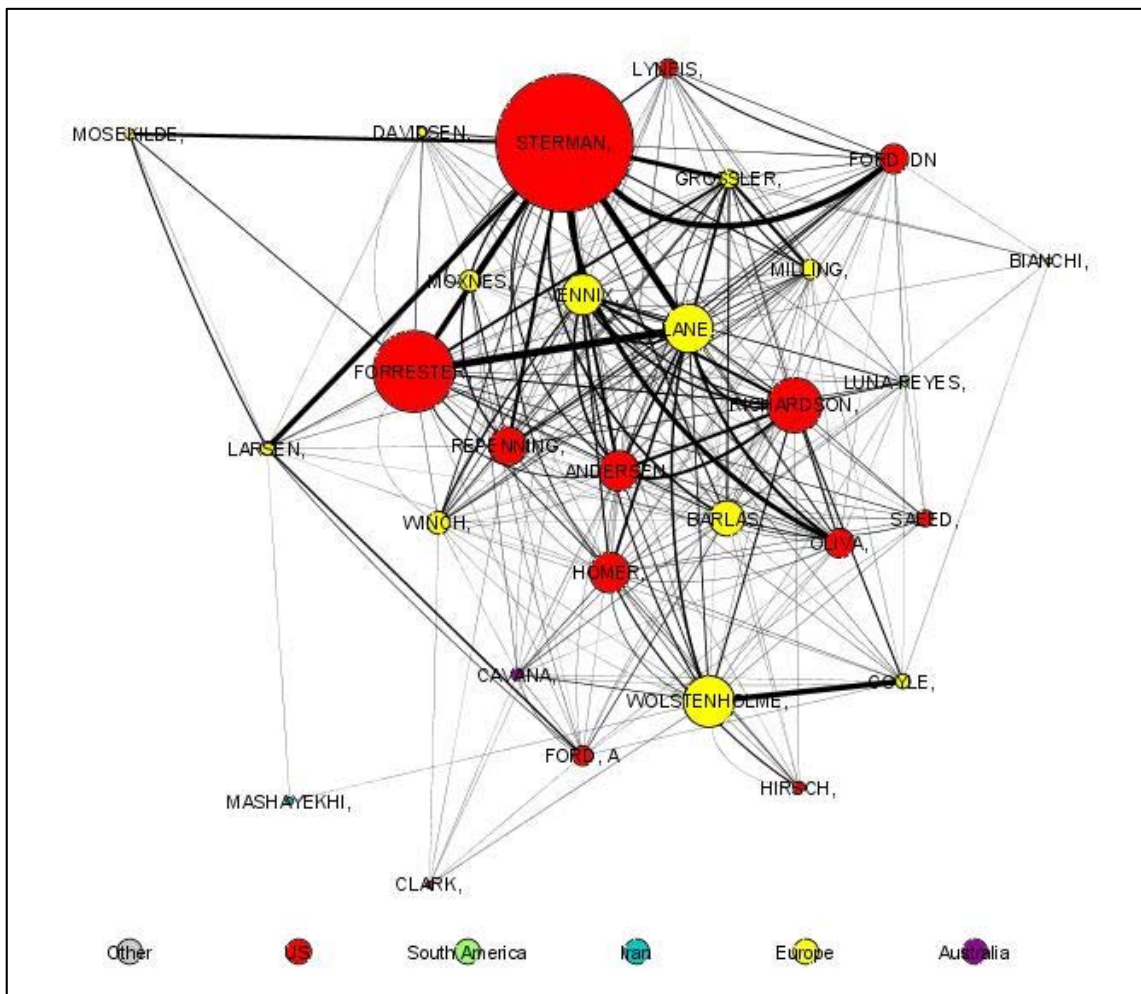 LYNEIS,
MOSEKILDE,
DAVIDSEN,
STERMAN,
FORD, DN
GROSSLER,
BIANCHI,
MILLING,
MOXNES,
VENNIX,
LANE,
FORRESTER,
LUNA-REYES,
RICHARDSON,
LARSEN,
REPENNING,
ANDERSEN,
WINCH,
BARLAS,
SAEED,
OLIVA,
HOMER,
CAVANA,
COYLE,
WOLSTENHOLME,
FORD, A
HIRSCH,
MASHAYEKHI,
CLARK,
Other
US
South America
Iran
Europe
Australia